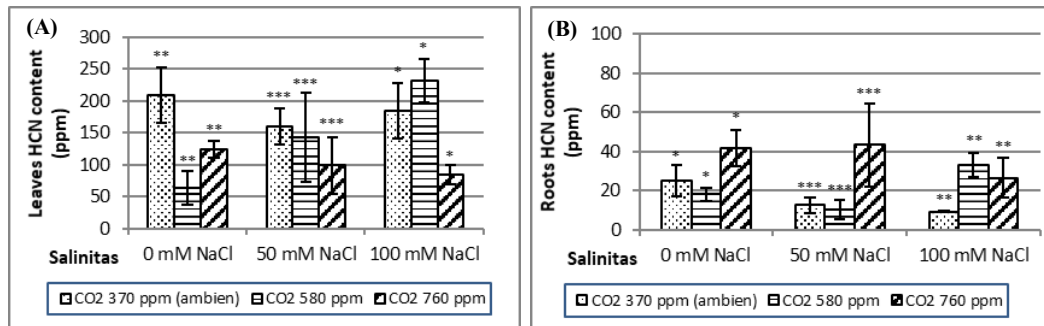 (A)
Leaves HCN content
(ppm)
300
250
200
150
100
50
0
**
**
**
***
***
***
*
*
*
Salinitas
0 mM NaCl
50 mM NaCl
100 mM NaCl
CO2 370 ppm (ambien)
CO2 580 ppm
CO2 760 ppm
(B)
Roots HCN content
(ppm)
100
80
60
40
20
0
*
*
*
***
***
***
**
**
**
Salinitas
0 mM NaCl
50 mM NaCl
100 mM NaCl
CO2 370 ppm (ambien)
CO2 580 ppm
CO2 760 ppm